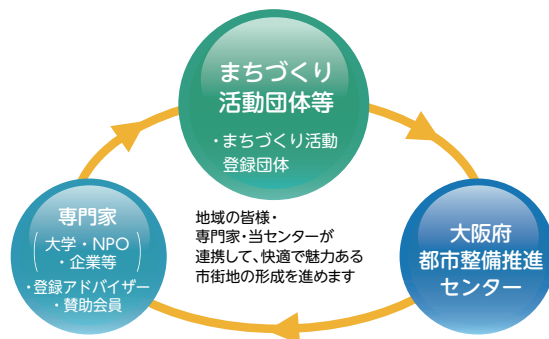 まちづくり
活動団体等
・まちづくり活動
登録団体
専門家
(大学・NPO
・企業等)
・登録アドバイザー
・賛助会員
地域の皆様・
専門家・当センターが
連携して、快適で魅力ある
市街地の形成を進めます
大阪府
都市整備推進
センター